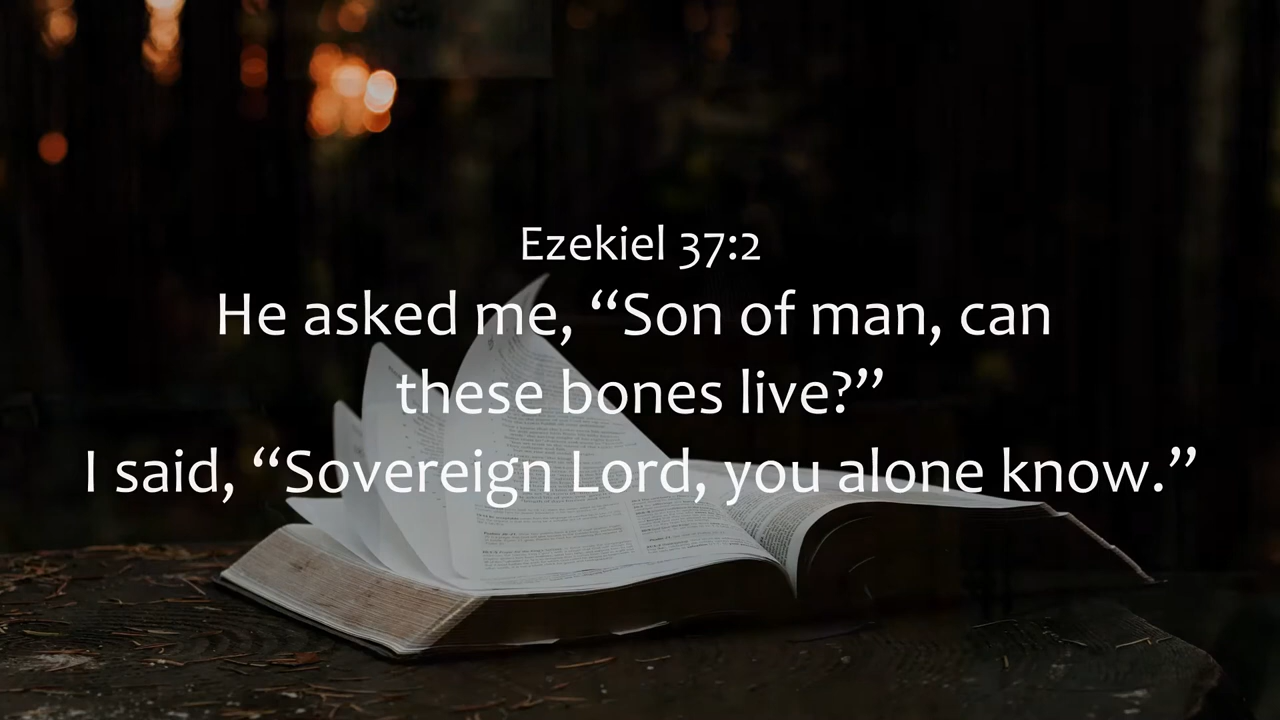 Ezekiel 37:2
He asked me, “Son of man, can
these bones live?”
I said, “Sovereign Lord, you alone know.”